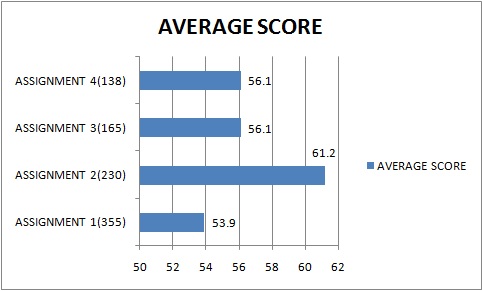 AVERAGE SCORE
ASSIGNMENT 4(138)
56.1
ASSIGNMENT 3(165)
56.1
61.2
ASSIGNMENT 2(230)
AVERAGE SCORE
ASSIGNMENT 1(355)
53.9
50 52 54 56 58 60 62